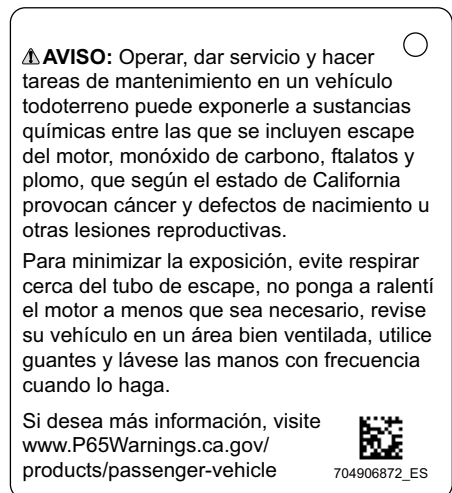 ⚠ AVISO: Operar, dar servicio y hacer
tareas de mantenimiento en un vehículo
todoterreno puede exponerle a sustancias
químicas entre las que se incluyen escape
del motor, monóxido de carbono, ftalatos y
plomo, que según el estado de California
provocan cáncer y defectos de nacimiento u
otras lesiones reproductivas.
Para minimizar la exposición, evite respirar
cerca del tubo de escape, no ponga a ralentí
el motor a menos que sea necesario, revise
su vehículo en un área bien ventilada, utilice
guantes y lávese las manos con frecuencia
cuando lo haga.
Si desea más información, visite
www.P65Warnings.ca.gov/
products/passenger-vehicle
704906872_ES